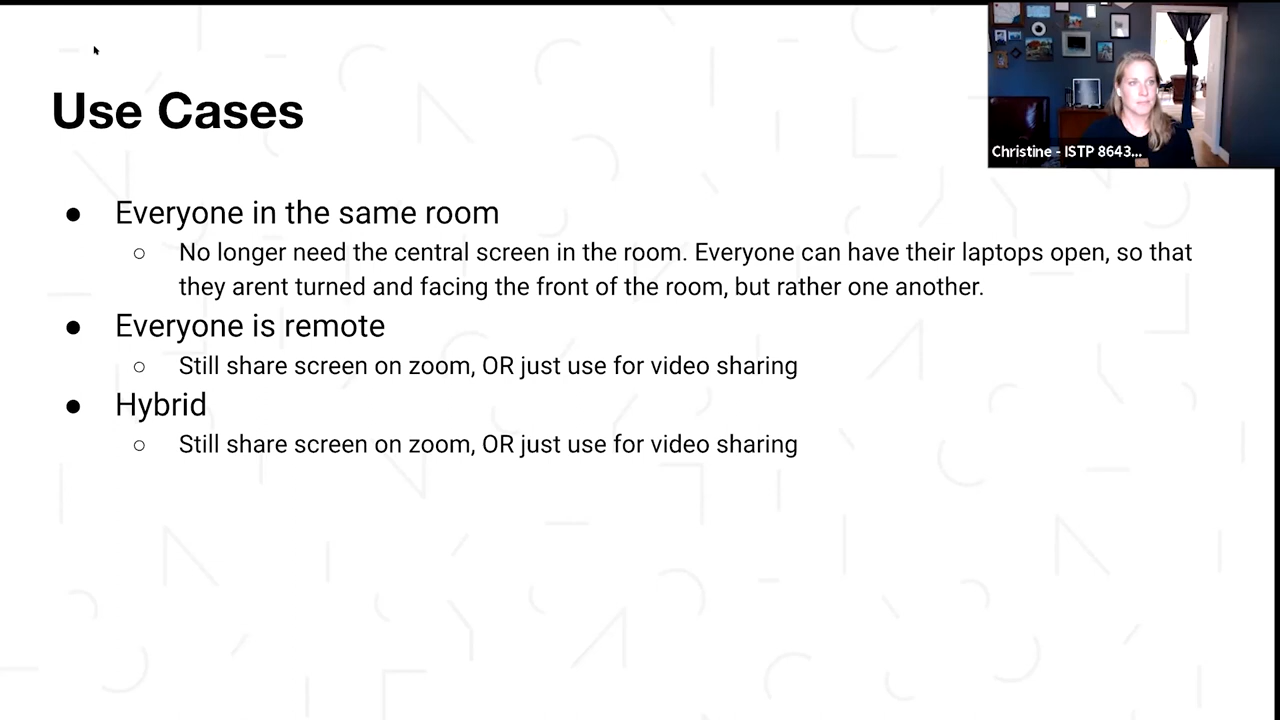 Use Cases
Christine - ISTP 8643...
● Everyone in the same room
○ No longer need the central screen in the room. Everyone can have their laptops open, so that
they arent turned and facing the front of the room, but rather one another.
● Everyone is remote
○ Still share screen on zoom, OR just use for video sharing
● Hybrid
○ Still share screen on zoom, OR just use for video sharing